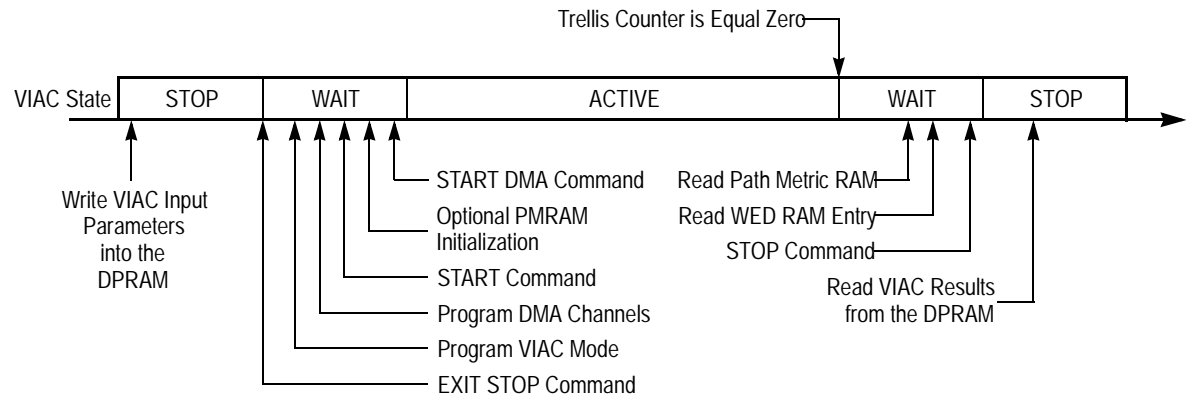 Trellis Counter is Equal Zero
VIAC State
STOP
WAIT
ACTIVE
WAIT
STOP
Write VIAC Input
Parameters
into the
DPRAM
START DMA Command
Optional PMRAM
Initialization
START Command
Program DMA Channels
Program VIAC Mode
EXIT STOP Command
Read Path Metric RAM
Read WED RAM Entry
STOP Command
Read VIAC Results
from the DPRAM